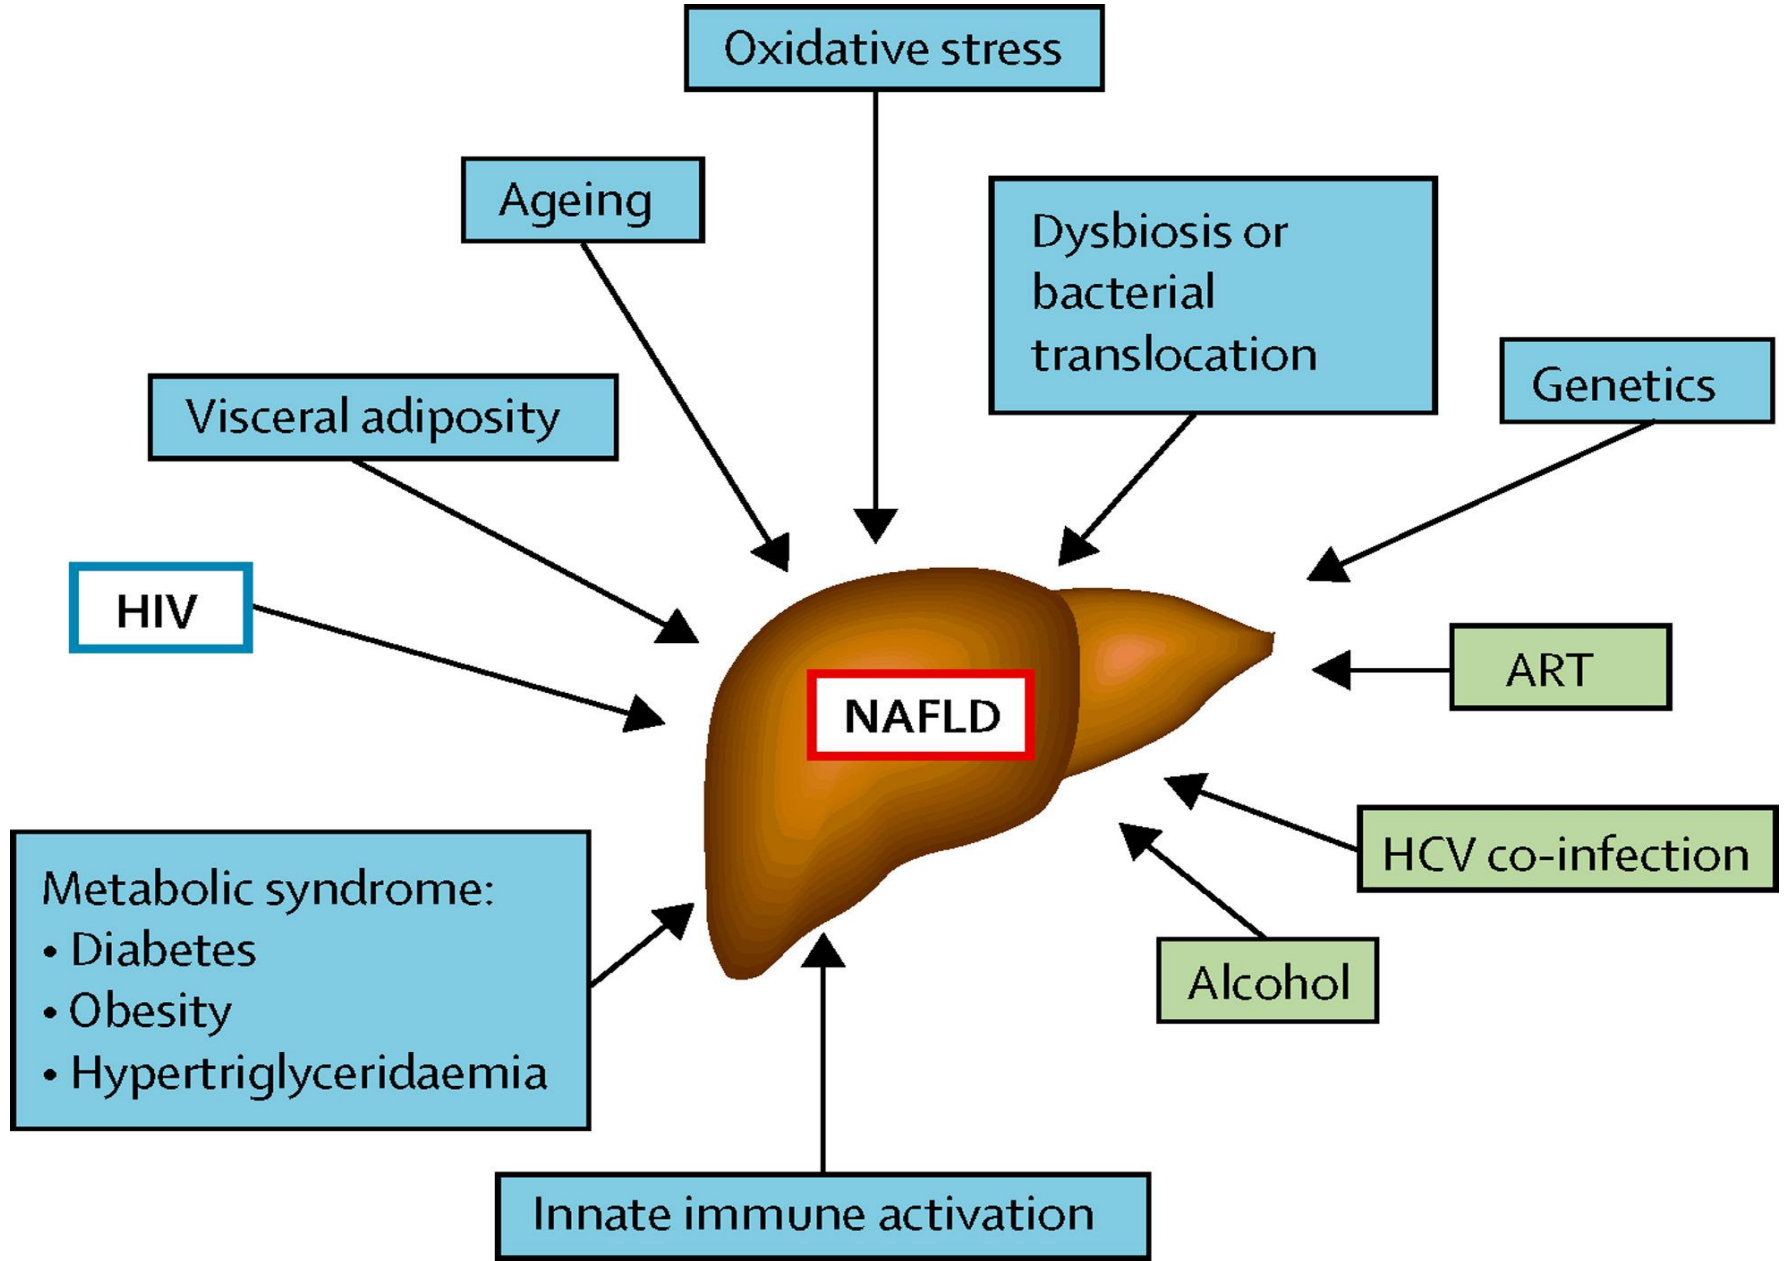 Oxidative stress
Ageing
Dysbiosis or
bacterial
translocation
Genetics
Visceral adiposity
HIV
NAFLD
ART
HCV co-infection
Alcohol
Metabolic syndrome:
• Diabetes
• Obesity
• Hypertriglyceridaemia
Innate immune activation